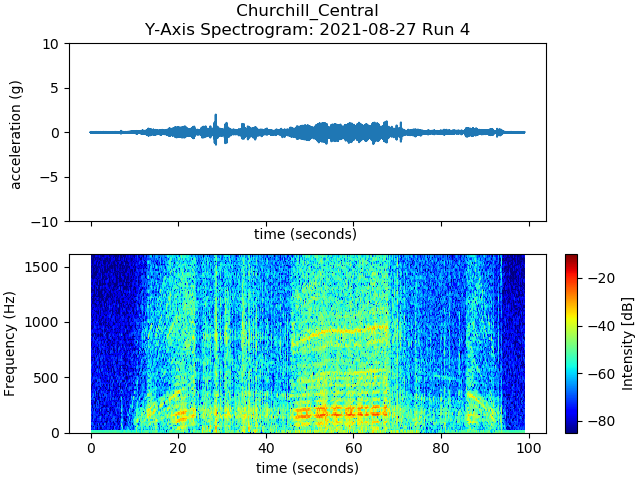 Churchill_Central
Y-Axis Spectrogram: 2021-08-27 Run 4
10
5
0
−5
−10
acceleration (g)
time (seconds)
1500
1000
500
0
Frequency (Hz)
0 20 40 60 80 100
time (seconds)
−20
−40
−60
−80
Intensity [dB]